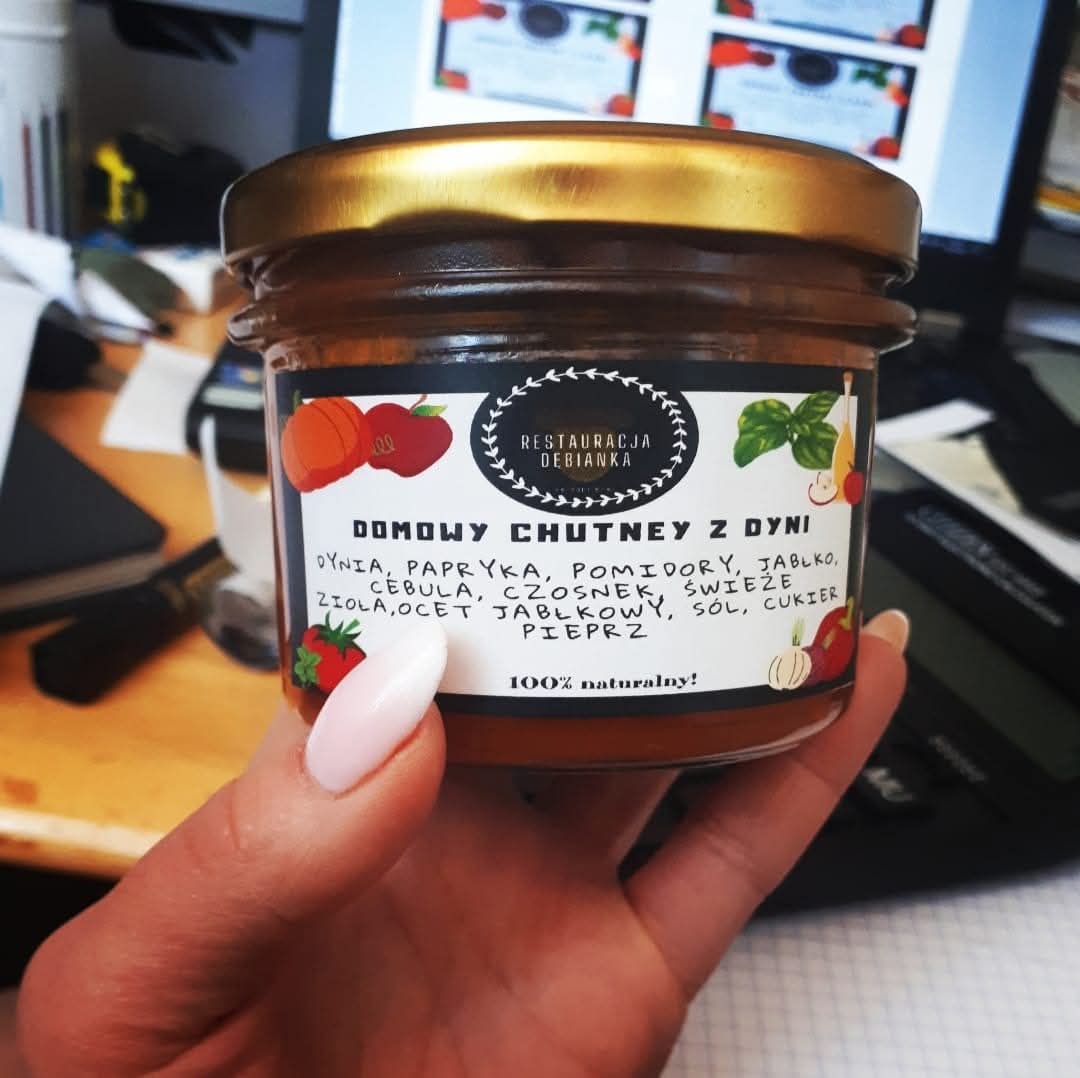 RESTAURACJA
DĘBIANKA
DOMOWY CHUTNEY Z DYNI
DYNIA, PAPRYKA, POMIDORY, JABŁKO,
CEBULA, CZOSNEK, ŚWIEŻE
ZIOŁA,OCET JABŁKOWY, SÓL, CUKIER
PIEPRZ
100% naturalny!
MU